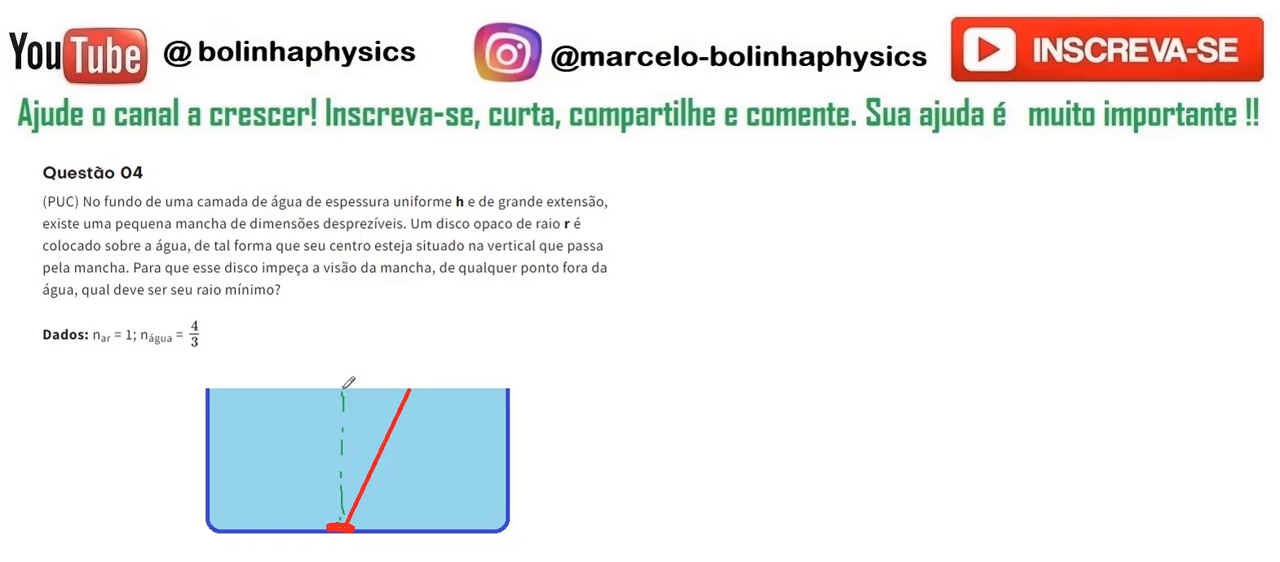 YouTube @ bolinhaphysics @marcelo-bolinhaphysics INSCREVA-SE
Ajude o canal a crescer! Inscreva-se, curta, compartilhe e comente. Sua ajuda é muito importante !!
Questão 04
(PUC) No fundo de uma camada de água de espessura uniforme h e de grande extensão,
existe uma pequena mancha de dimensões desprezíveis. Um disco opaco de raio r é
colocado sobre a água, de tal forma que seu centro esteja situado na vertical que passa
pela mancha. Para que esse disco impeça a visão da mancha, de qualquer ponto fora da
água, qual deve ser seu raio mínimo?
Dados: n_ar = 1; n_água = 4/3